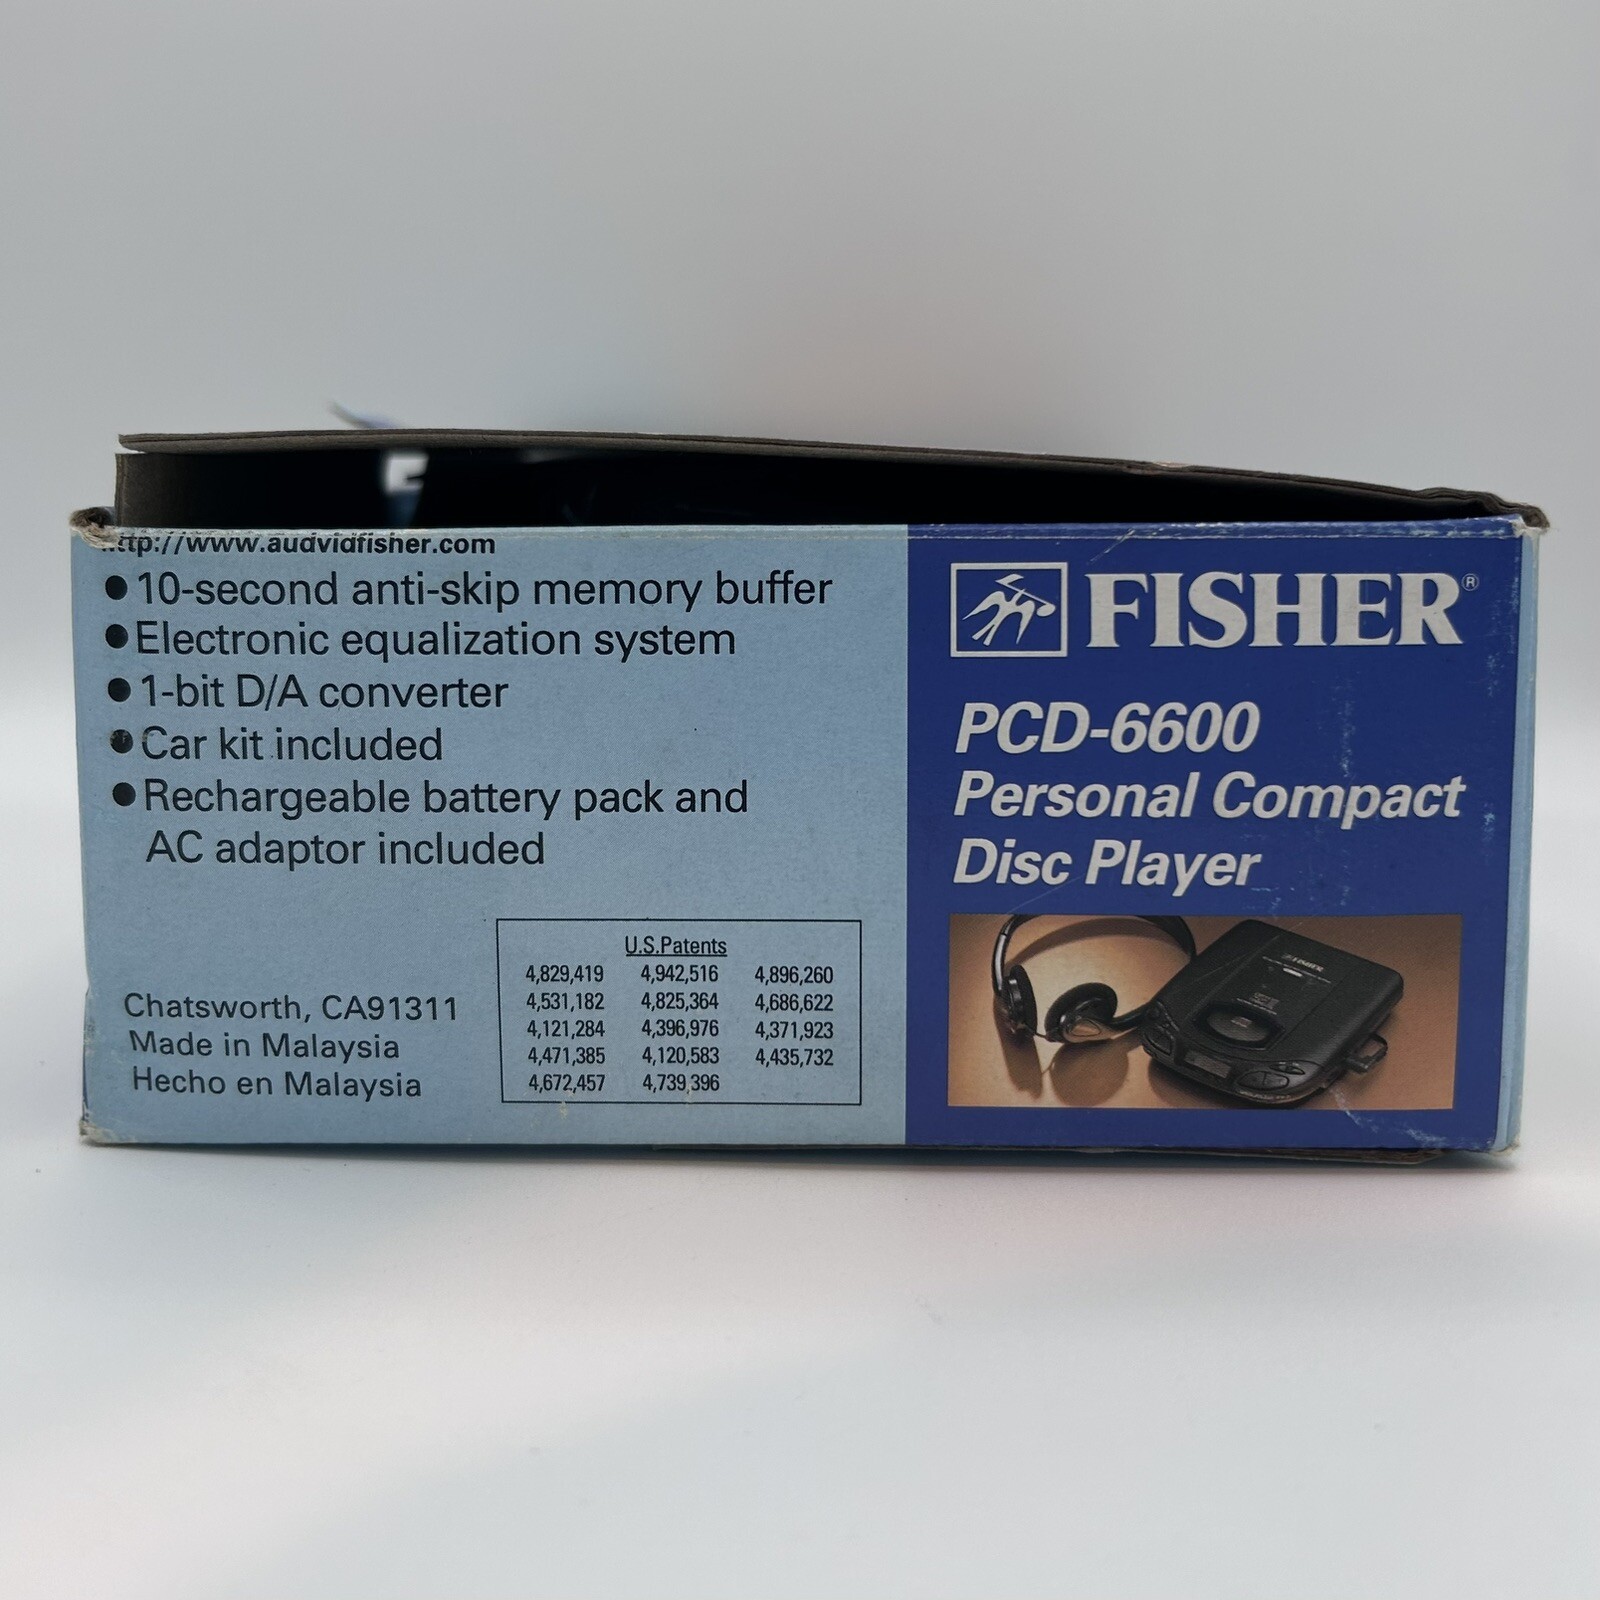 http://www.audvidfisher.com
● 10-second anti-skip memory buffer
● Electronic equalization system
● 1-bit D/A converter
● Car kit included
● Rechargeable battery pack and
AC adaptor included
Chatsworth, CA91311
Made in Malaysia
Hecho en Malaysia
U.S.Patents
4,829,419 4,942,516 4,896,260
4,531,182 4,825,364 4,686,622
4,121,284 4,396,976 4,371,923
4,471,385 4,120,583 4,435,732
4,672,457 4,739,396
FISHER®
PCD-6600
Personal Compact
Disc Player
FISHER